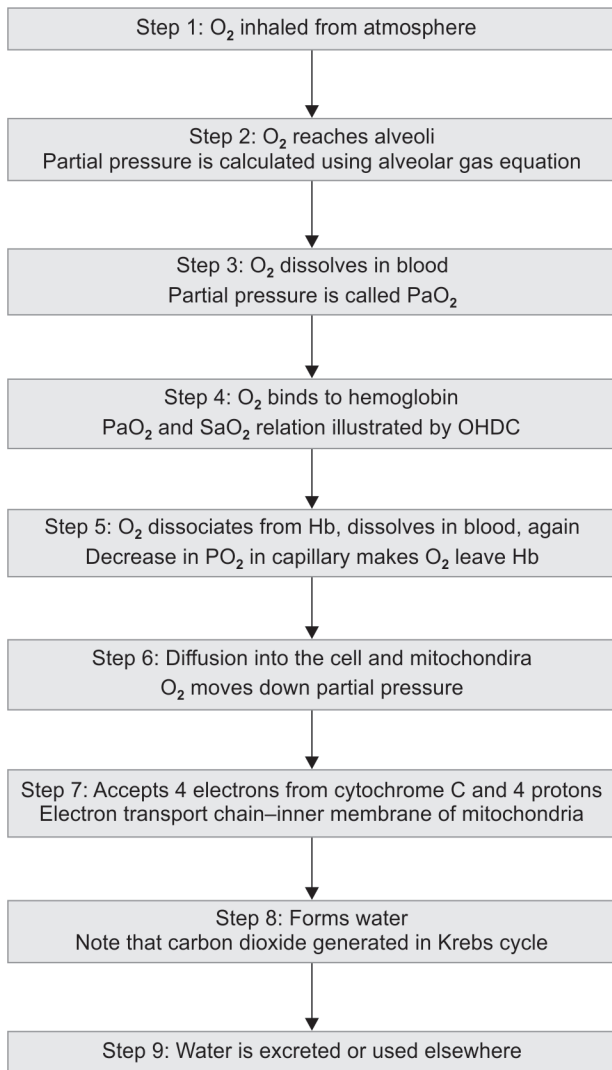 Step 1: O₂ inhaled from atmosphere
Step 2: O₂ reaches alveoli
Partial pressure is calculated using alveolar gas equation
Step 3: O₂ dissolves in blood
Partial pressure is called PaO₂
Step 4: O₂ binds to hemoglobin
PaO₂ and SaO₂ relation illustrated by OHDC
Step 5: O₂ dissociates from Hb, dissolves in blood, again
Decrease in PO₂ in capillary makes O₂ leave Hb
Step 6: Diffusion into the cell and mitochondira
O₂ moves down partial pressure
Step 7: Accepts 4 electrons from cytochrome C and 4 protons
Electron transport chain–inner membrane of mitochondria
Step 8: Forms water
Note that carbon dioxide generated in Krebs cycle
Step 9: Water is excreted or used elsewhere